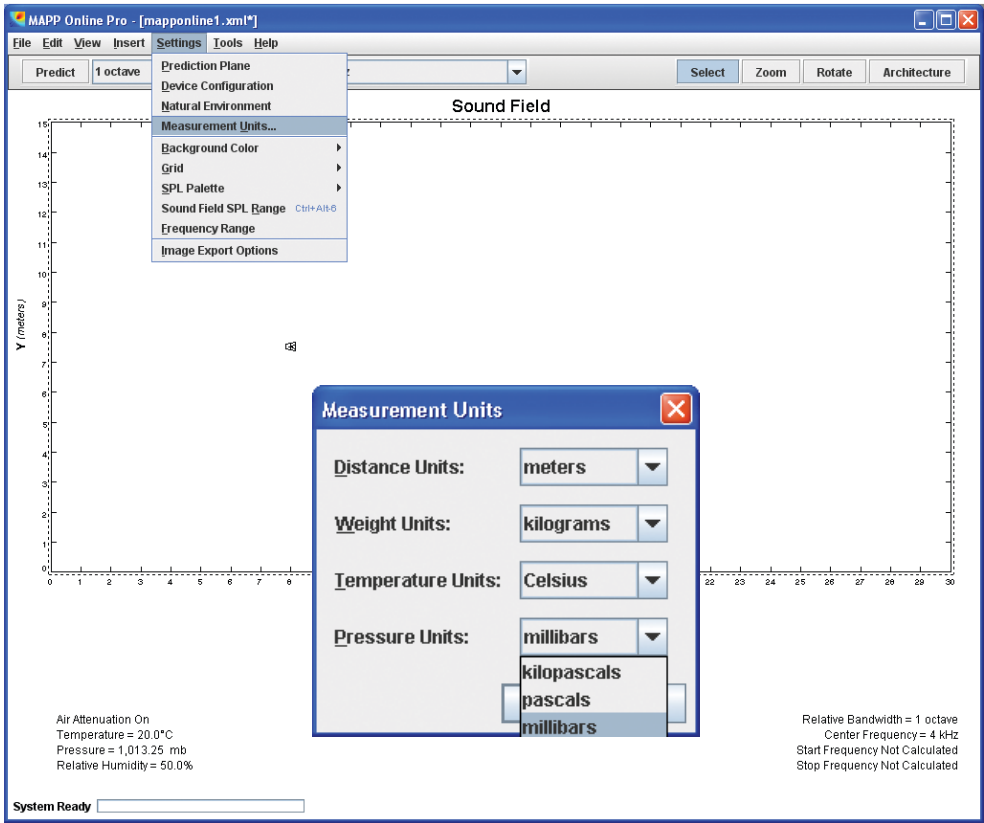 MAPP Online Pro - [mapponline1.xml*]
File Edit View Insert Settings Tools Help
Predict 1 octave Select Zoom Rotate Architecture
Prediction Plane
Device Configuration
Natural Environment
Measurement Units...
Background Color
Grid
SPL Palette
Sound Field SPL Range Ctrl+Alt-6
Frequency Range
Image Export Options
Sound Field
15
14
13
12
11
10
9
8
7
6
5
4
3
2
1
0
Y (meters)
0 1 2 3 4 5 6 7 8 22 23 24 25 26 27 28 29 30
Measurement Units
Distance Units: meters
Weight Units: kilograms
Temperature Units: Celsius
Pressure Units: millibars
kilopascals
pascals
millibars
Air Attenuation On
Temperature = 20.0°C
Pressure = 1,013.25 mb
Relative Humidity = 50.0%
Relative Bandwidth = 1 octave
Center Frequency = 4 kHz
Start Frequency Not Calculated
Stop Frequency Not Calculated
System Ready